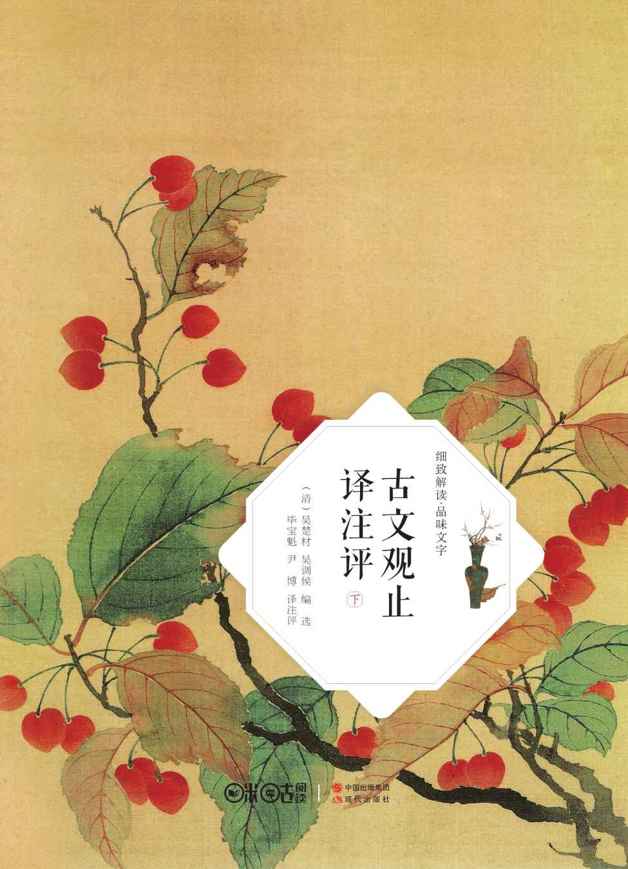 细致解读·品味文字
古文观止
译注评 下
（清）吴楚材 吴调侯 编选
毕宝魁 尹博 译注评
咪咕阅读
中国出版集团
现代出版社